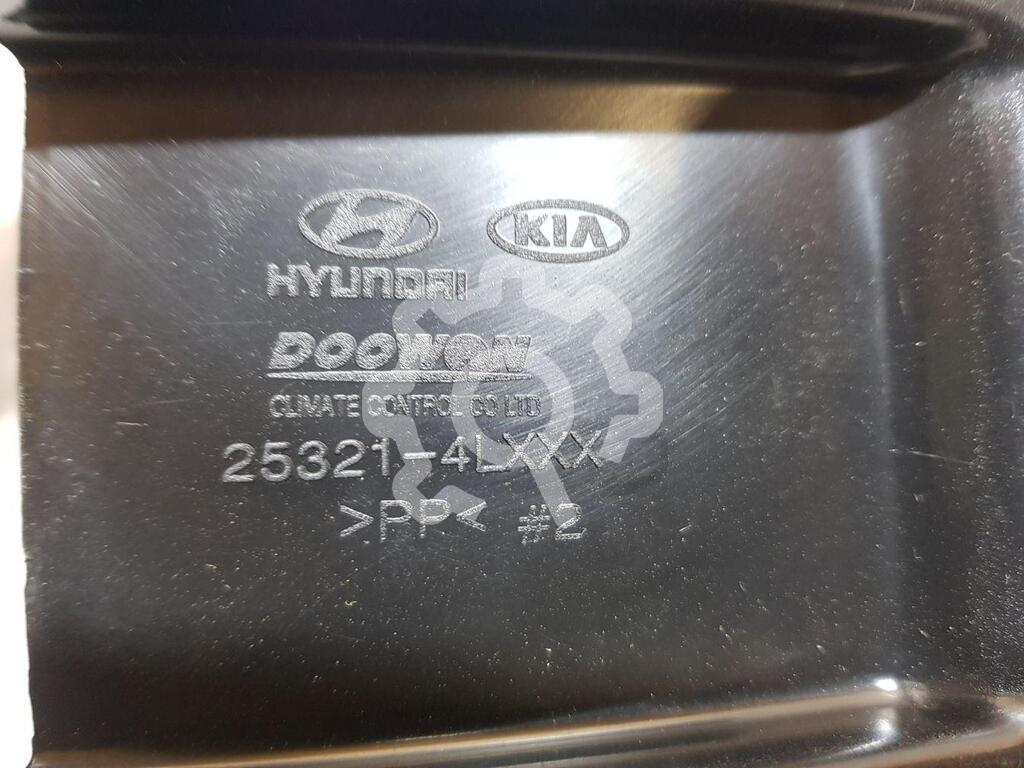 KIA
HYUNDAI
DOOWON
CLIMATE CONTROL CO LTD
25321-4LXXX
>PP< #2